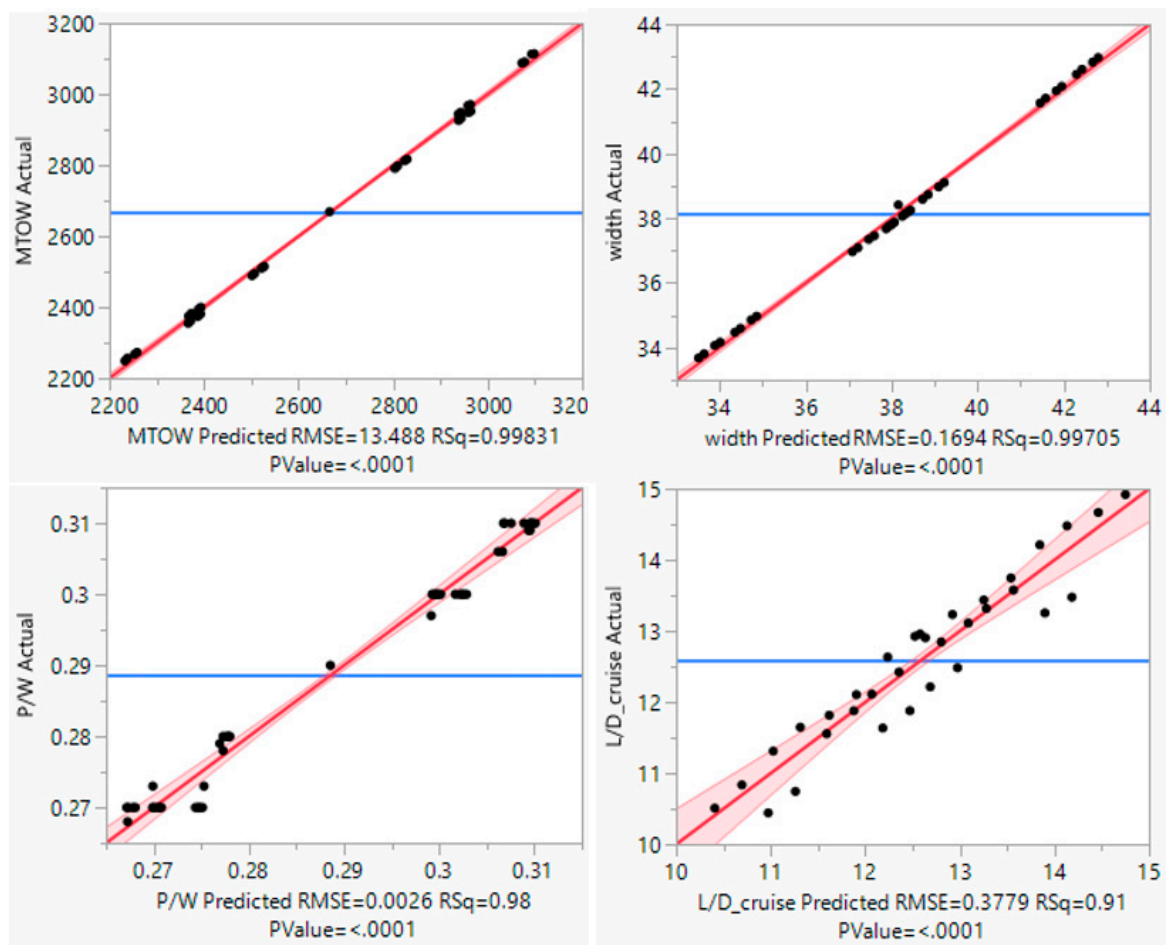 MTOW Actual
3200
3000
2800
2600
2400
2200
2200 2400 2600 2800 3000 320
MTOW Predicted RMSE=13.488 RSq=0.99831
PValue=<.0001
width Actual
44
42
40
38
36
34
34 36 38 40 42 44
width Predicted RMSE=0.1694 RSq=0.99705
PValue=<.0001
P/W Actual
0.31
0.3
0.29
0.28
0.27
0.27 0.28 0.29 0.3 0.31
P/W Predicted RMSE=0.0026 RSq=0.98
PValue=<.0001
L/D_cruise Actual
15
14
13
12
11
10
10 11 12 13 14 15
L/D_cruise Predicted RMSE=0.3779 RSq=0.91
PValue=<.0001